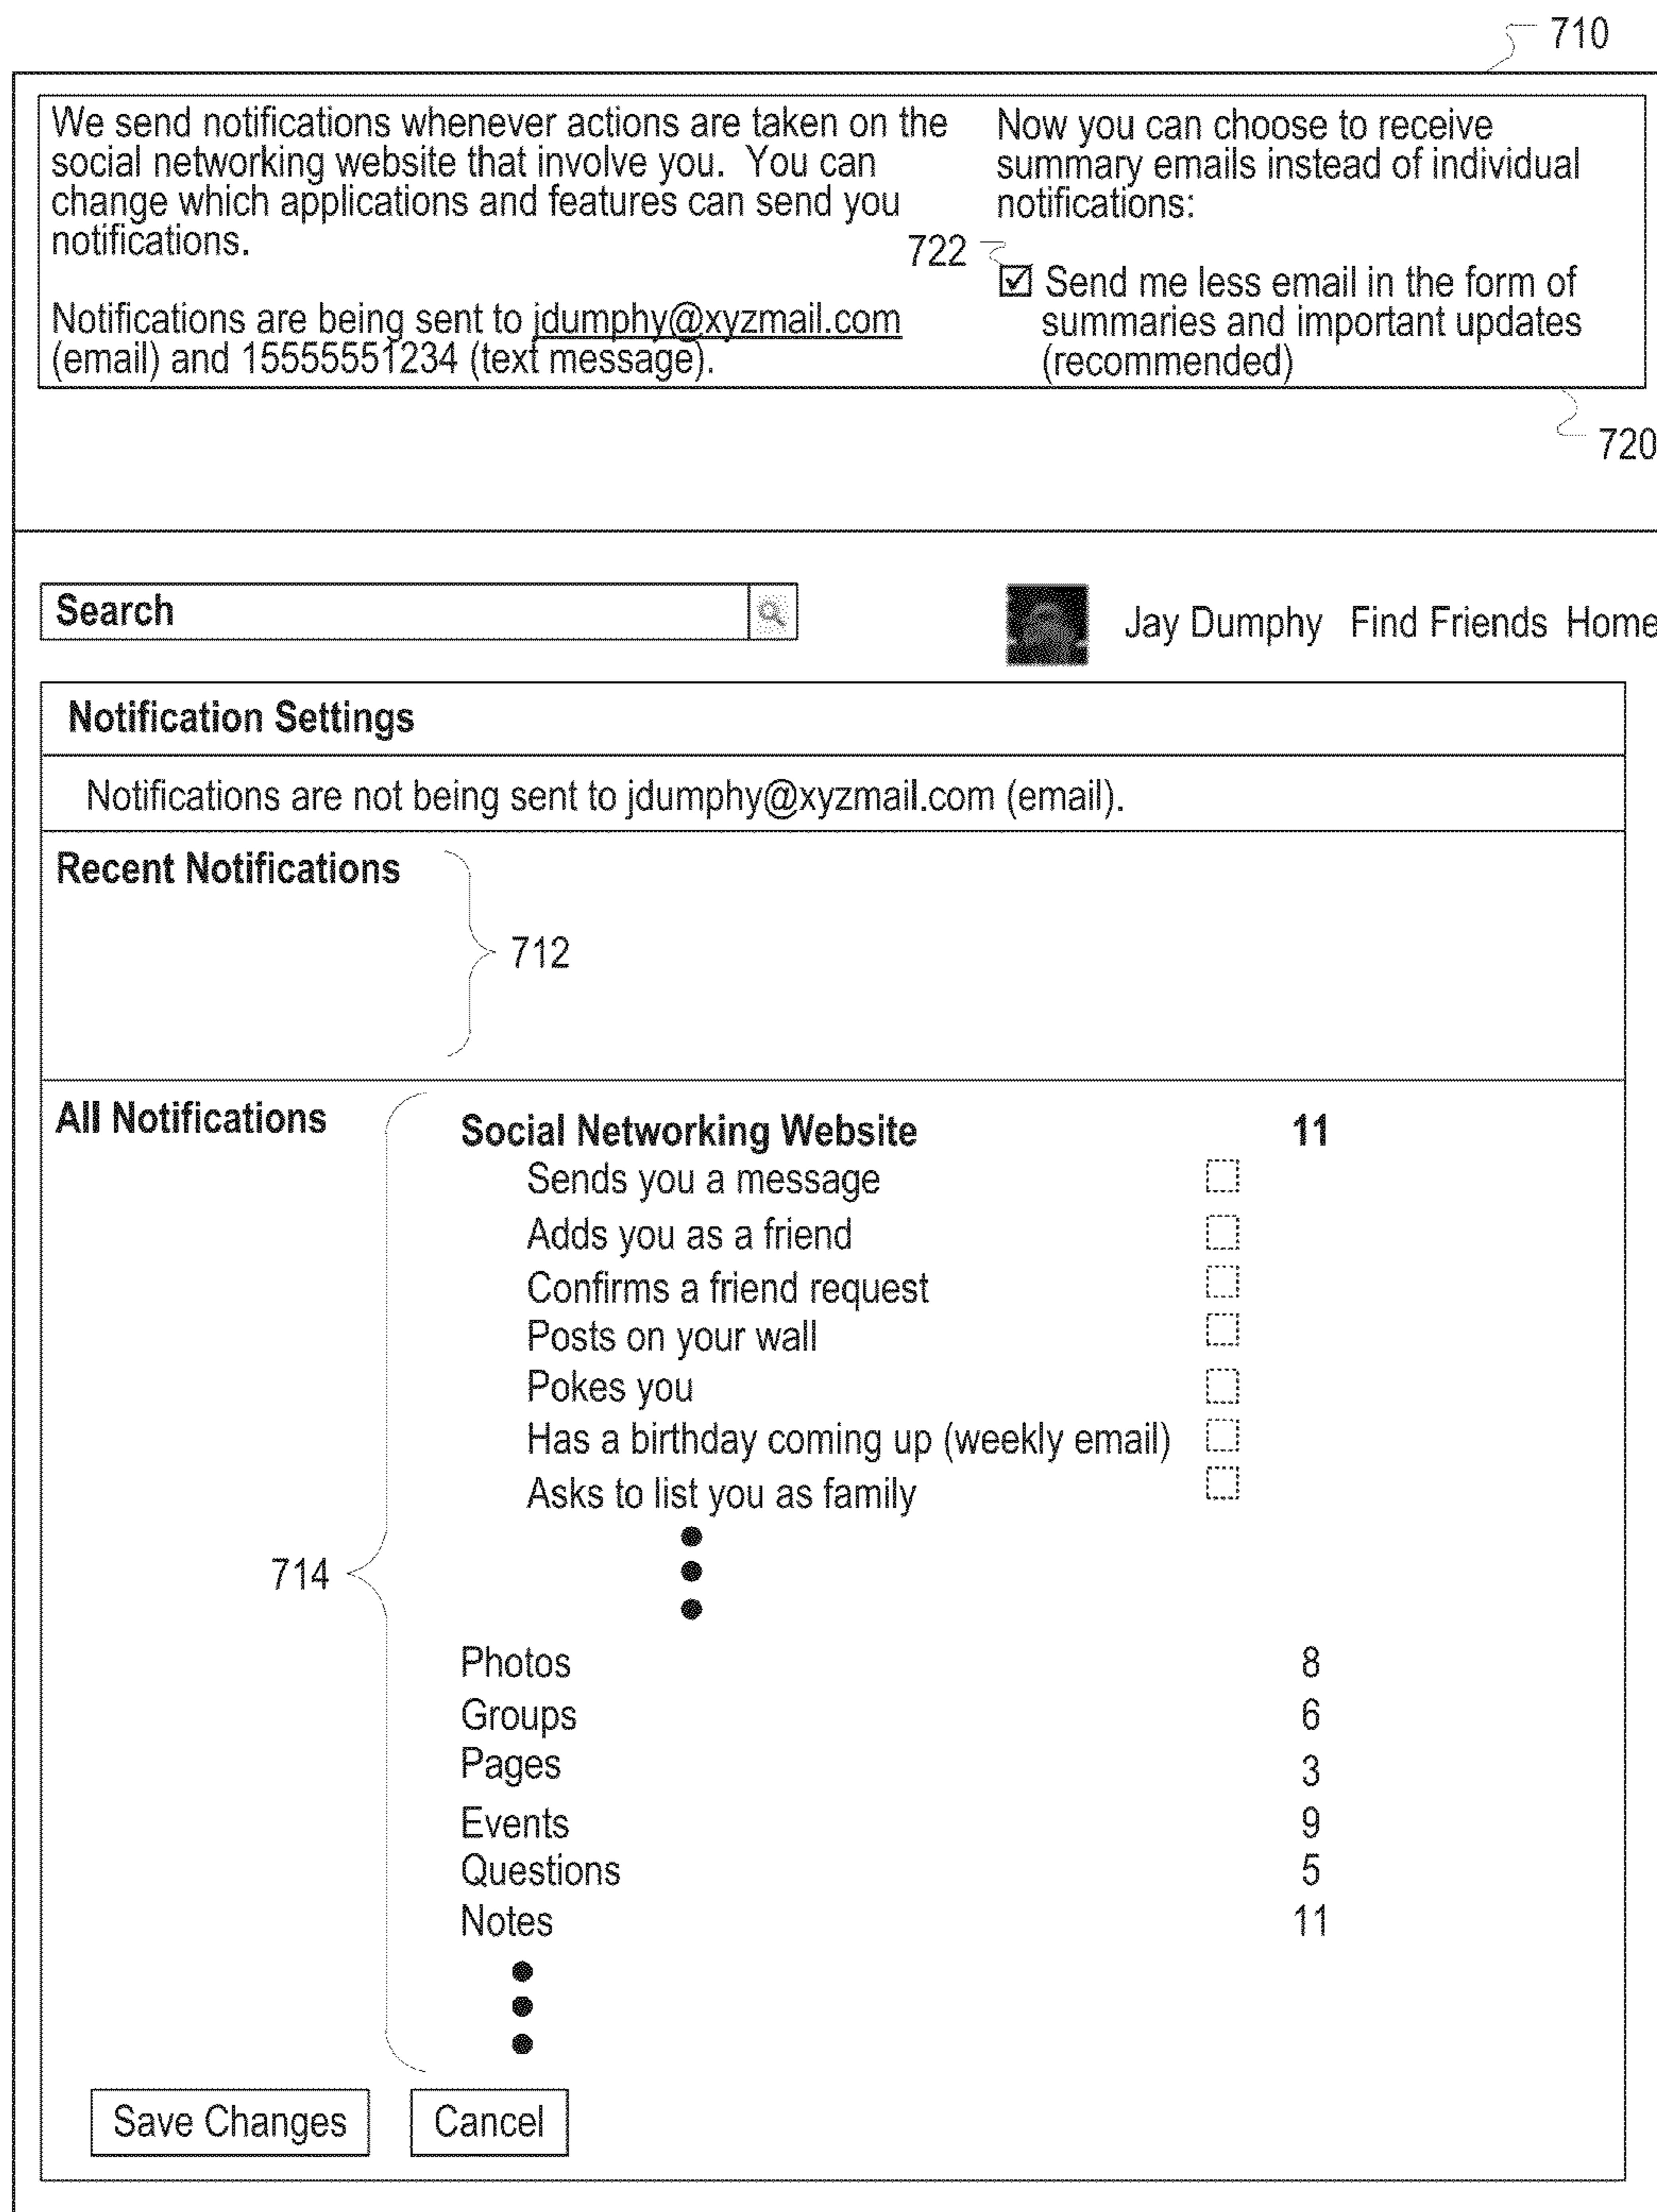 710
We send notifications whenever actions are taken on the
social networking website that involve you. You can
change which applications and features can send you
notifications.
Notifications are being sent to jdumphy@xyzmail.com
(email) and 15555551234 (text message).
Now you can choose to receive
summary emails instead of individual
notifications:
722
Send me less email in the form of
summaries and important updates
(recommended)
720
Search
Jay Dumphy Find Friends Home
Notification Settings
Notifications are not being sent to jdumphy@xyzmail.com (email).
Recent Notifications
712
All Notifications
Social Networking Website 11
Sends you a message
Adds you as a friend
Confirms a friend request
Posts on your wall
Pokes you
Has a birthday coming up (weekly email)
Asks to list you as family
714
Photos 8
Groups 6
Pages 3
Events 9
Questions 5
Notes 11
Save Changes Cancel